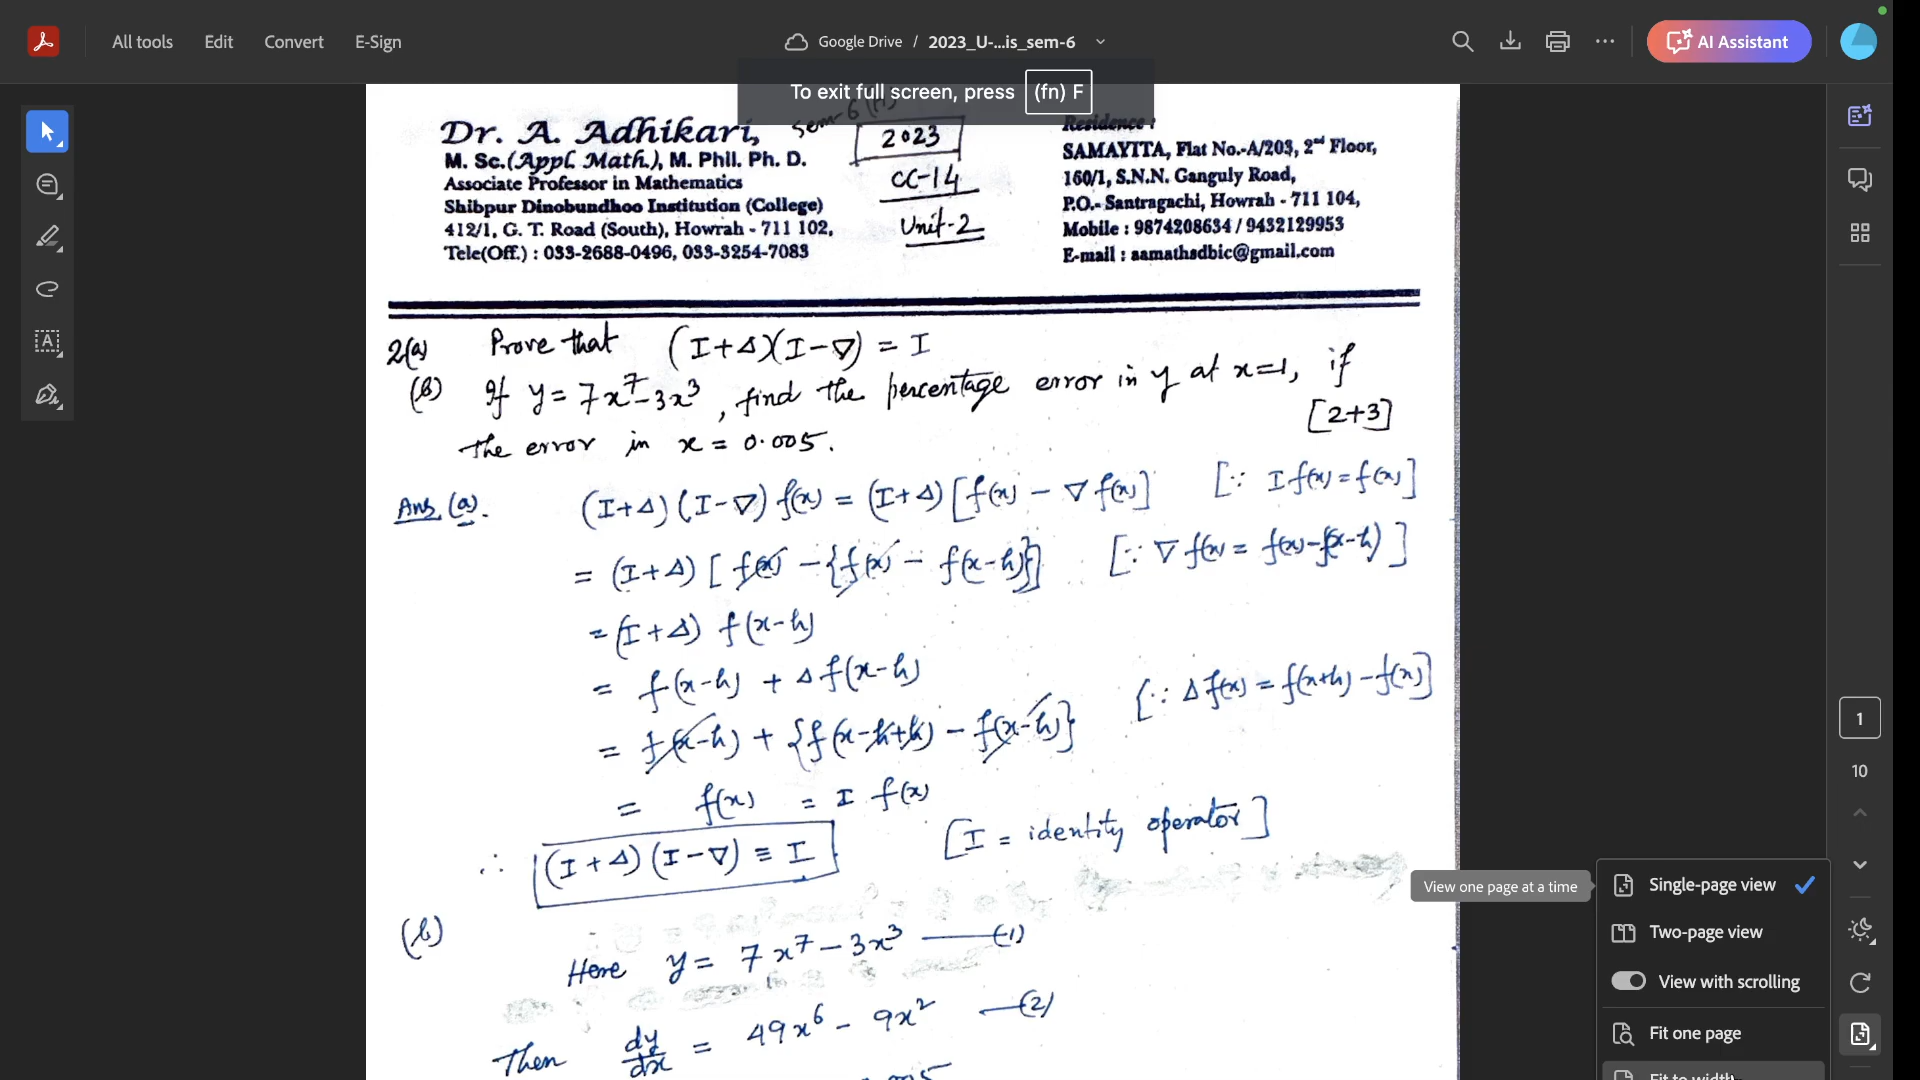 All tools
Edit
Convert
E-Sign
Google Drive / 2023_U-...is_sem-6
AI Assistant
To exit full screen, press (fn) F
Dr. A. Adhikari, Sem-6(H)
M. Sc.(Appl. Math.), M. Phil. Ph. D.
Associate Professor in Mathematics
Shibpur Dinobundhoo Institution (College)
412/1, G. T. Road (South), Howrah - 711 102,
Tele(Off.) : 033-2688-0496, 033-3254-7083
2023
CC-14
Unit-2
Residence :
SAMAYITA, Flat No.-A/203, 2nd Floor,
160/1, S.N.N. Ganguly Road,
P.O.- Santragachi, Howrah - 711 104,
Mobile : 9874208634 / 9432129953
E-mail : aamathsdbic@gmail.com
2(a) Prove that (I+Δ)(I-∇) = I
(b) If y = 7x⁷-3x³, find the percentage error in y at x=1, if
the error in x = 0.005. [2+3]
Ans. (a). (I+Δ)(I-∇) f(x) = (I+Δ)[f(x) - ∇f(x)] [∵ I f(x) = f(x)]
= (I+Δ)[f(x) - {f(x) - f(x-h)}] [∵ ∇f(x) = f(x)-f(x-h)]
= (I+Δ) f(x-h)
= f(x-h) + Δf(x-h)
= f(x-h) + {f(x-h+h) - f(x-h)} [∵ Δf(x) = f(x+h) - f(x)]
= f(x) = I f(x)
∴ (I+Δ)(I-∇) ≡ I [I = identity operator]
(b)
Here y = 7x⁷ - 3x³ —(1)
Then dy/dx = 49x⁶ - 9x² —(2)
1
10
View one page at a time
Single-page view
Two-page view
View with scrolling
Fit one page
Fit to width